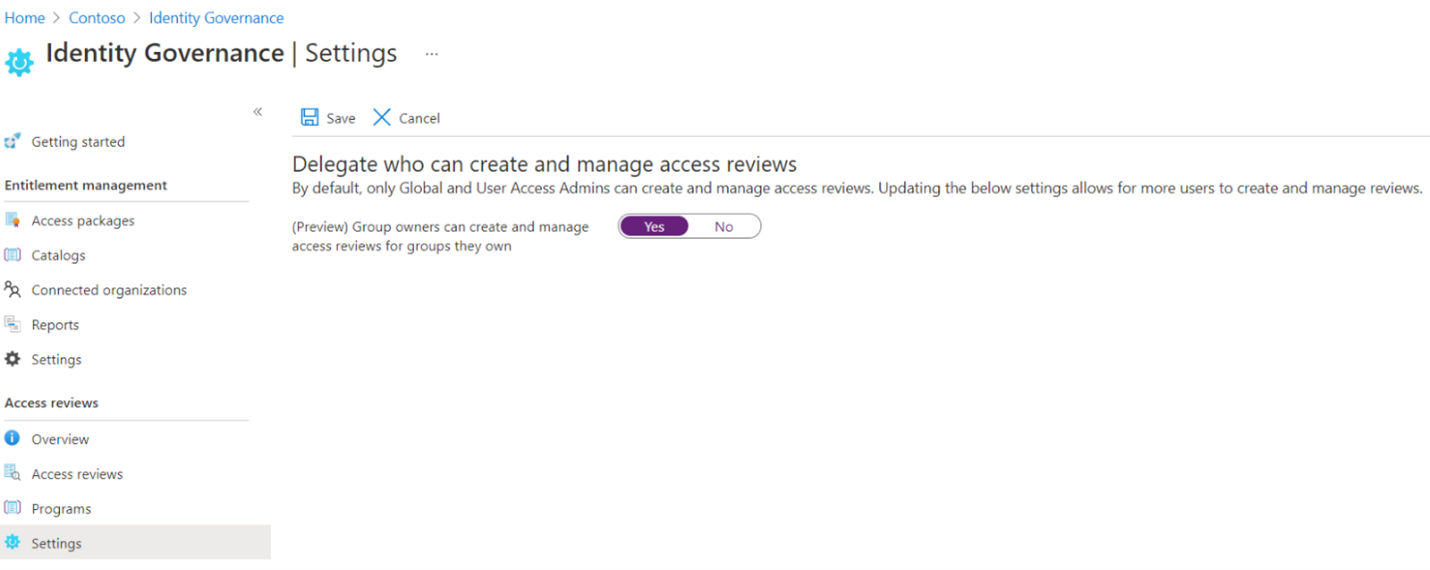 Home > Contoso > Identity Governance
Identity Governance | Settings ...
«
Getting started
Entitlement management
Access packages
Catalogs
Connected organizations
Reports
Settings
Access reviews
Overview
Access reviews
Programs
Settings
Save Cancel
Delegate who can create and manage access reviews
By default, only Global and User Access Admins can create and manage access reviews. Updating the below settings allows for more users to create and manage reviews.
(Preview) Group owners can create and manage
access reviews for groups they own
Yes No